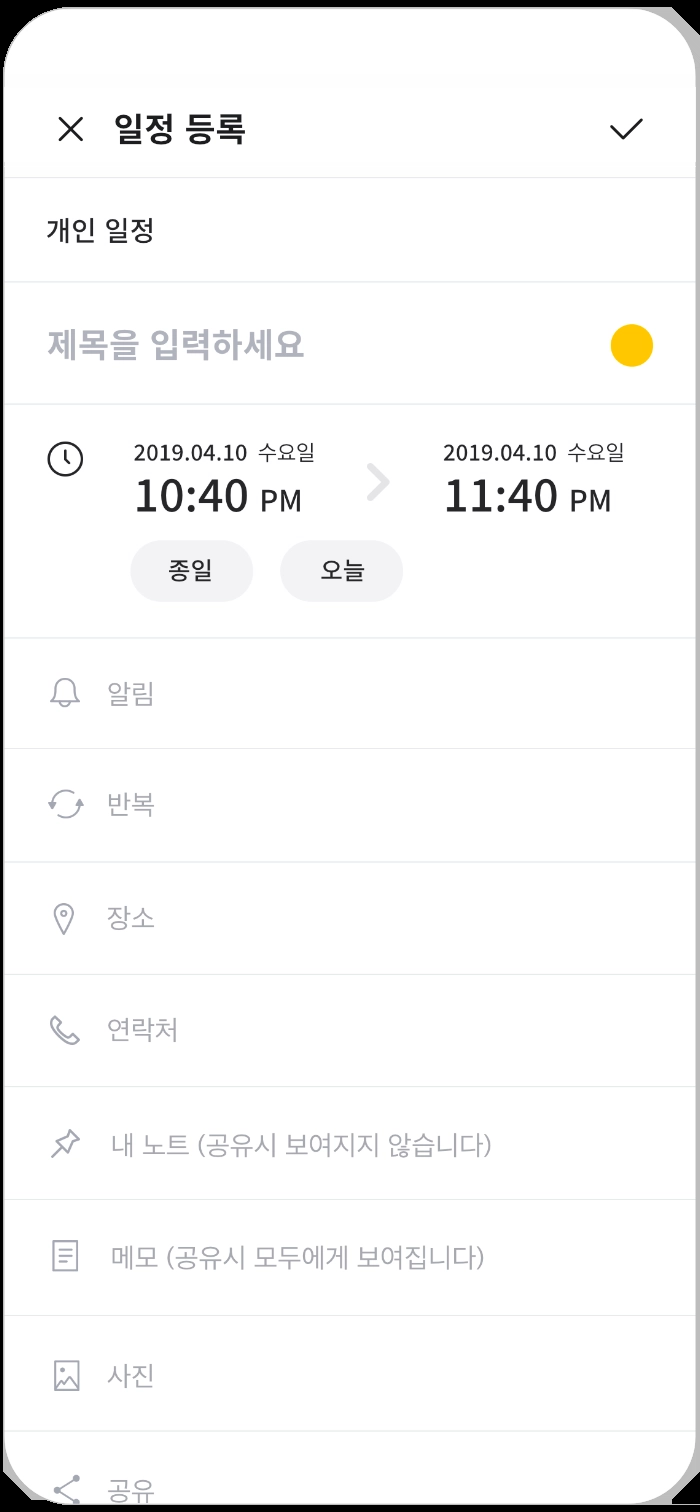 일정 등록
개인 일정
제목을 입력하세요
2019.04.10 수요일
10:40 PM
2019.04.10 수요일
11:40 PM
종일
오늘
알림
반복
장소
연락처
내 노트 (공유시 보여지지 않습니다)
메모 (공유시 모두에게 보여집니다)
사진
공유